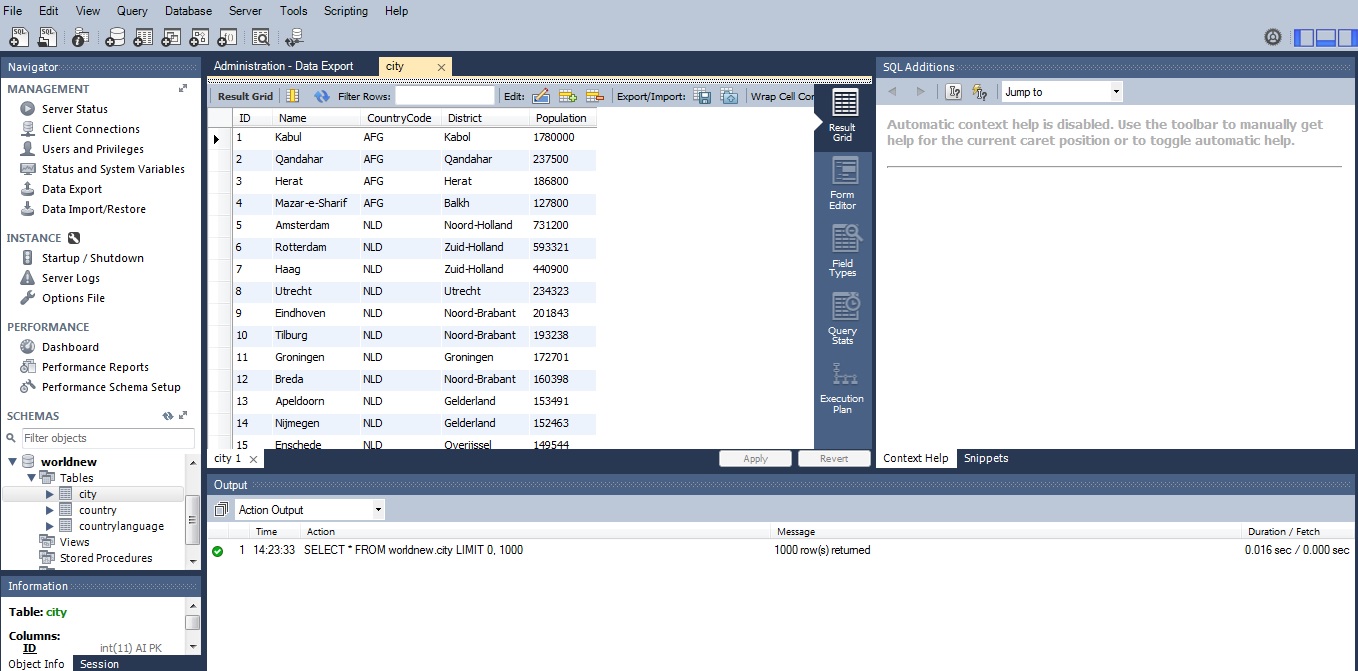 File Edit View Query Database Server Tools Scripting Help
Navigator
MANAGEMENT
Server Status
Client Connections
Users and Privileges
Status and System Variables
Data Export
Data Import/Restore
INSTANCE
Startup / Shutdown
Server Logs
Options File
PERFORMANCE
Dashboard
Performance Reports
Performance Schema Setup
SCHEMAS
Filter objects
worldnew
Tables
city
country
countrylanguage
Views
Stored Procedures
Information
Table: city
Columns:
ID int(11) AI PK
Object Info Session
Administration - Data Export city
Result Grid Filter Rows: Edit: Export/Import: Wrap Cell Cor
ID Name CountryCode District Population
1 Kabul AFG Kabol 1780000
2 Qandahar AFG Qandahar 237500
3 Herat AFG Herat 186800
4 Mazar-e-Sharif AFG Balkh 127800
5 Amsterdam NLD Noord-Holland 731200
6 Rotterdam NLD Zuid-Holland 593321
7 Haag NLD Zuid-Holland 440900
8 Utrecht NLD Utrecht 234323
9 Eindhoven NLD Noord-Brabant 201843
10 Tilburg NLD Noord-Brabant 193238
11 Groningen NLD Groningen 172701
12 Breda NLD Noord-Brabant 160398
13 Apeldoorn NLD Gelderland 153491
14 Nijmegen NLD Gelderland 152463
15 Enschede NLD Overijssel 149544
Result
Grid
Form
Editor
Field
Types
Query
Stats
Execution
Plan
city 1 Apply Revert
SQL Additions
Jump to
Automatic context help is disabled. Use the toolbar to manually get
help for the current caret position or to toggle automatic help.
Context Help Snippets
Output
Action Output
Time Action Message Duration / Fetch
1 14:23:33 SELECT * FROM worldnew.city LIMIT 0, 1000 1000 row(s) returned 0.016 sec / 0.000 sec